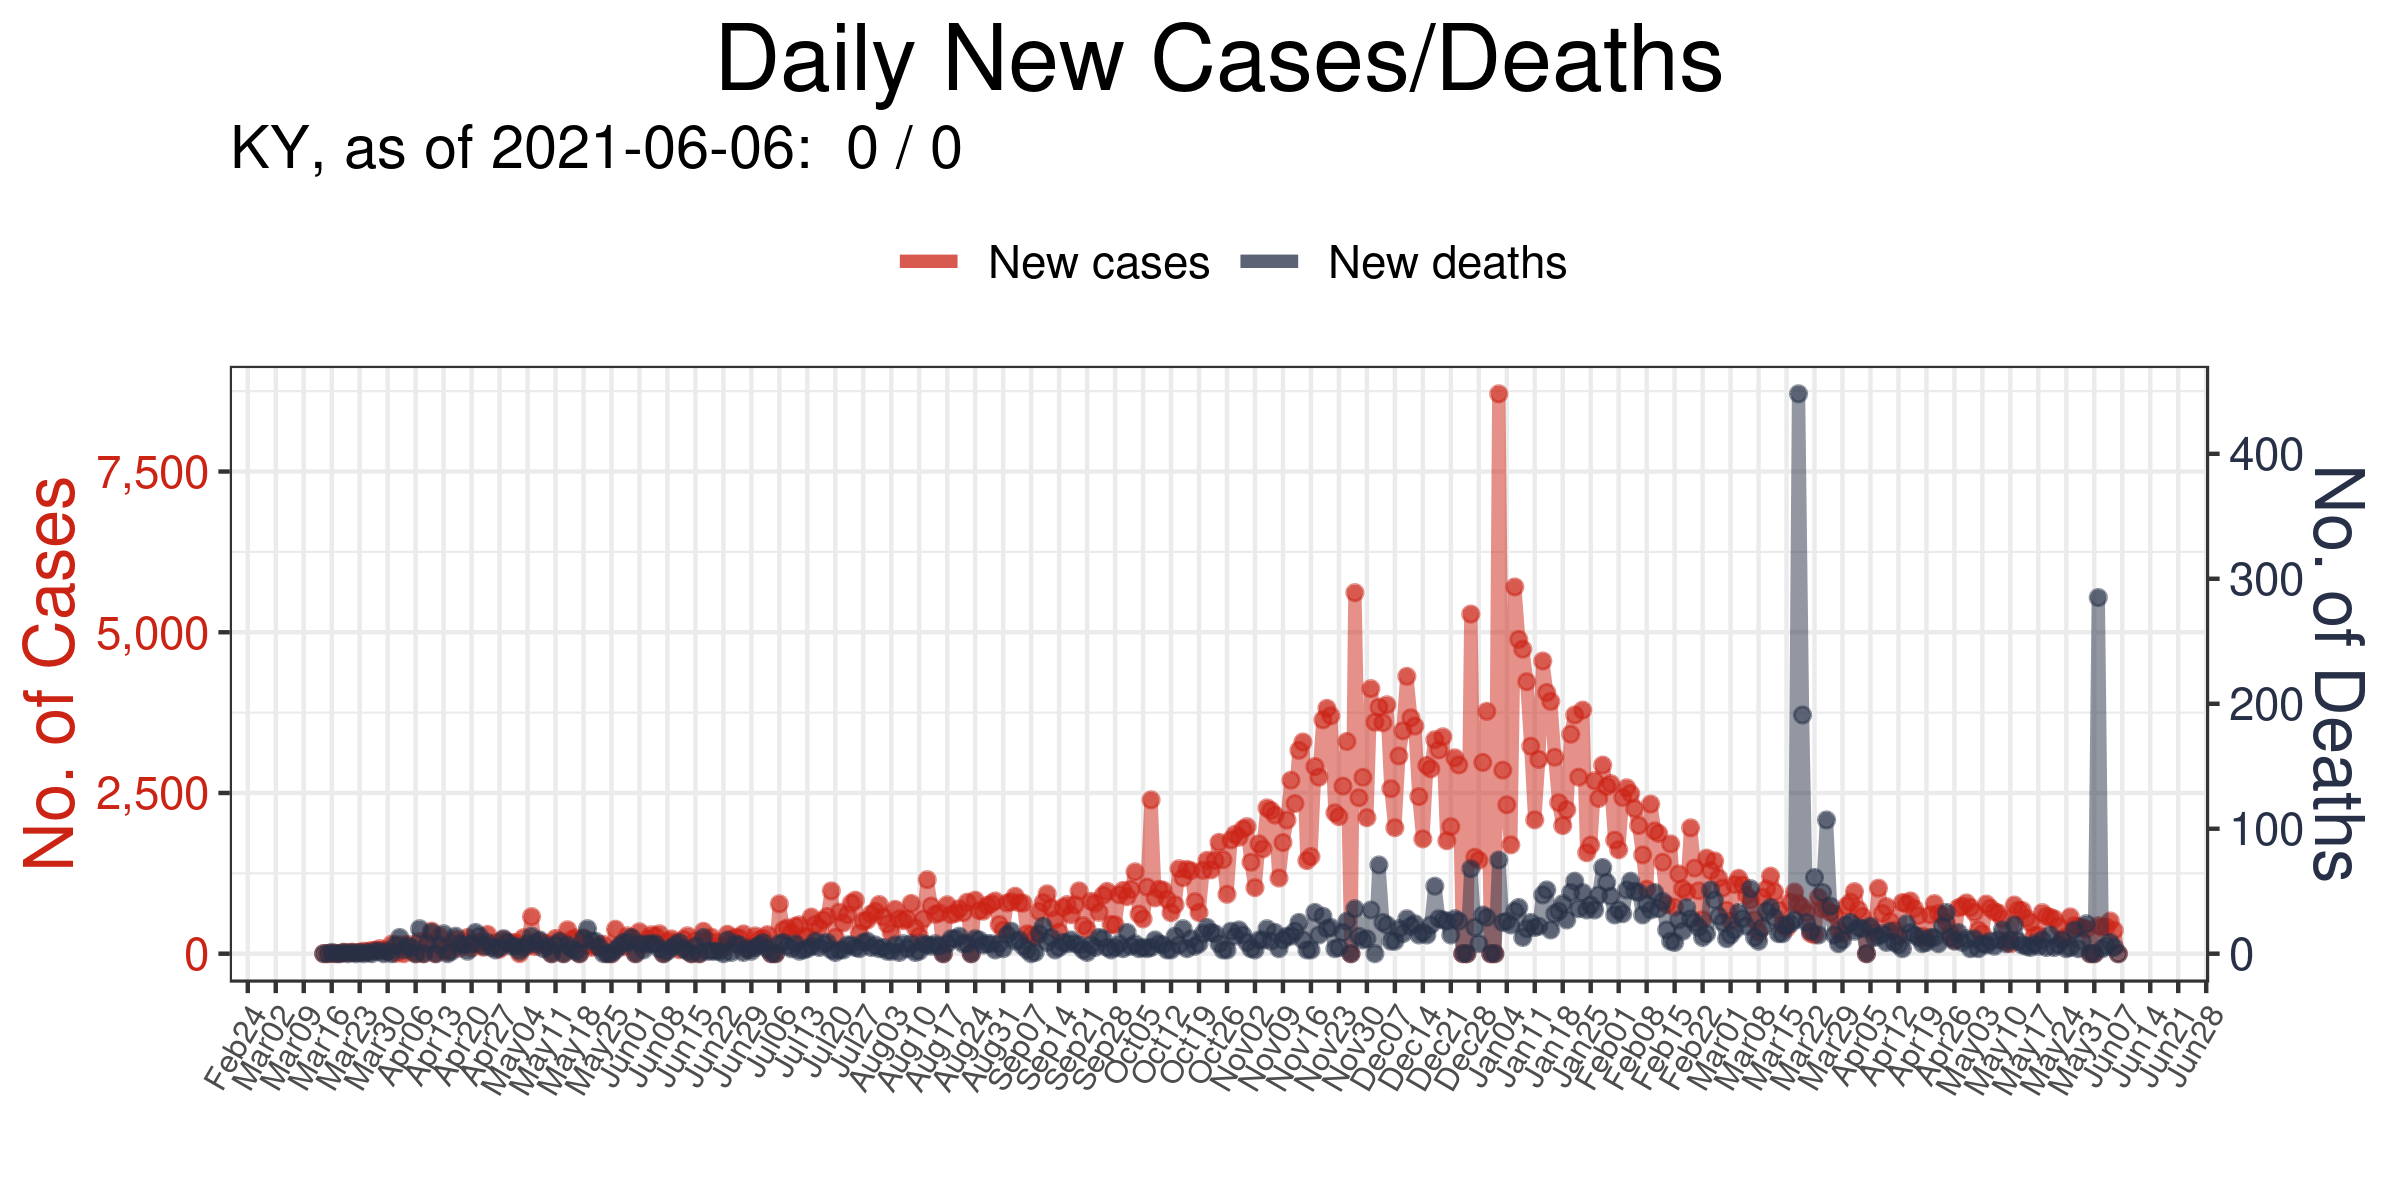 Daily New Cases/Deaths
KY, as of 2021-06-06:  0 / 0
New cases
New deaths
No. of Cases
7,500
5,000
2,500
0
400
300
200
100
0
No. of Deaths
Feb24
Mar02
Mar09
Mar16
Mar23
Mar30
Apr06
Apr13
Apr20
Apr27
May04
May11
May18
May25
Jun01
Jun08
Jun15
Jun22
Jun29
Jul06
Jul13
Jul20
Jul27
Aug03
Aug10
Aug17
Aug24
Aug31
Sep07
Sep14
Sep21
Sep28
Oct05
Oct12
Oct19
Oct26
Nov02
Nov09
Nov16
Nov23
Nov30
Dec07
Dec14
Dec21
Dec28
Jan04
Jan11
Jan18
Jan25
Feb01
Feb08
Feb15
Feb22
Mar01
Mar08
Mar15
Mar22
Mar29
Apr05
Apr12
Apr19
Apr26
May03
May10
May17
May24
May31
Jun07
Jun14
Jun21
Jun28